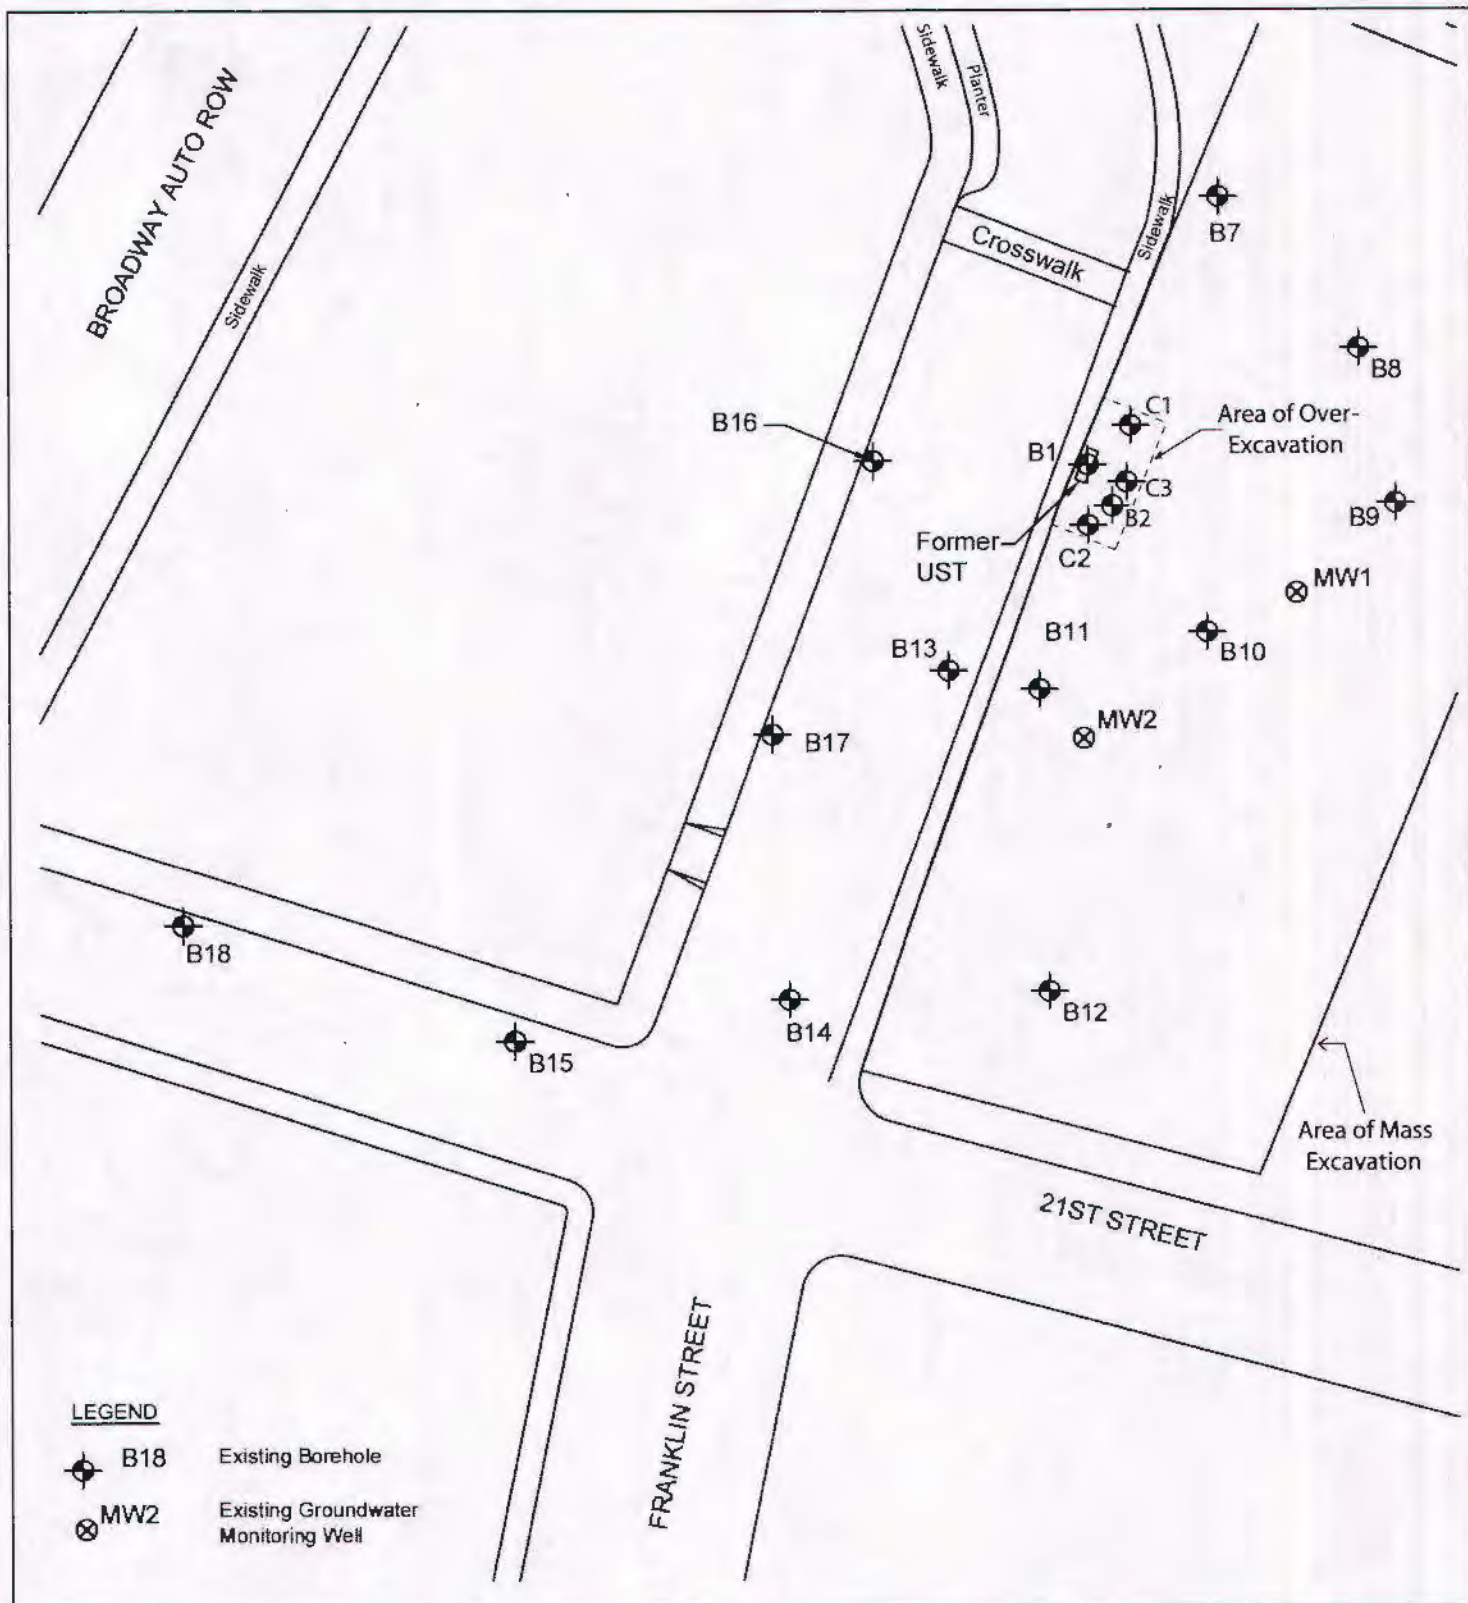 Sidewalk
Planter
BROADWAY AUTO ROW
Sidewalk
Crosswalk
Sidewalk
B7
B8
C1
Area of Over-
Excavation
B16
B1
C3
B2
B9
Former
UST
C2
MW1
B11
B10
B13
MW2
B17
B18
B14
B12
B15
Area of Mass
Excavation
21ST STREET
FRANKLIN STREET
LEGEND
B18 Existing Borehole
MW2 Existing Groundwater
Monitoring Well